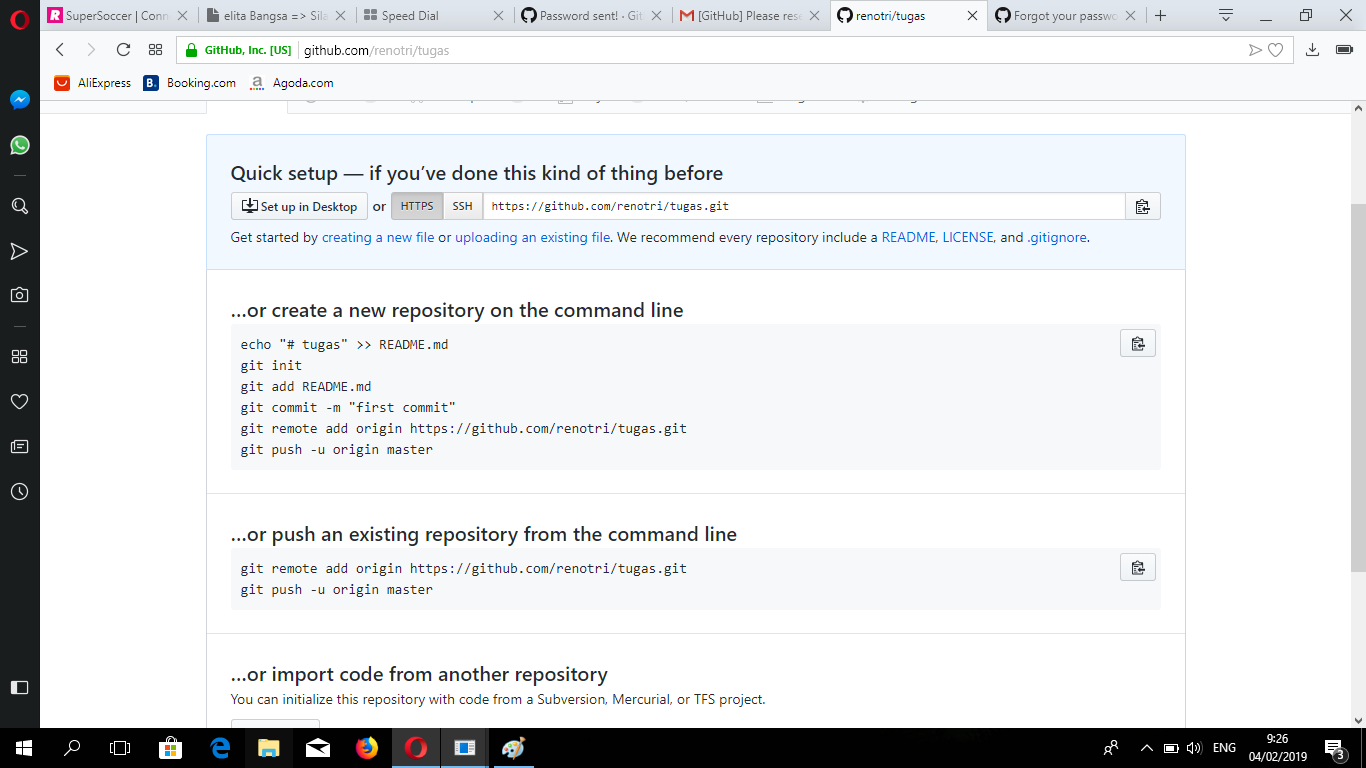 SuperSoccer | Conn
elita Bangsa => Sila
Speed Dial
Password sent! · Git
[GitHub] Please rese
renotri/tugas
Forgot your passwo
GitHub, Inc. [US]
github.com/renotri/tugas
AliExpress
B. Booking.com
a Agoda.com
Quick setup — if you've done this kind of thing before
Set up in Desktop or HTTPS SSH https://github.com/renotri/tugas.git
Get started by creating a new file or uploading an existing file. We recommend every repository include a README, LICENSE, and .gitignore.
…or create a new repository on the command line
echo "# tugas" >> README.md
git init
git add README.md
git commit -m "first commit"
git remote add origin https://github.com/renotri/tugas.git
git push -u origin master
…or push an existing repository from the command line
git remote add origin https://github.com/renotri/tugas.git
git push -u origin master
…or import code from another repository
You can initialize this repository with code from a Subversion, Mercurial, or TFS project.
ENG
9:26
04/02/2019
3